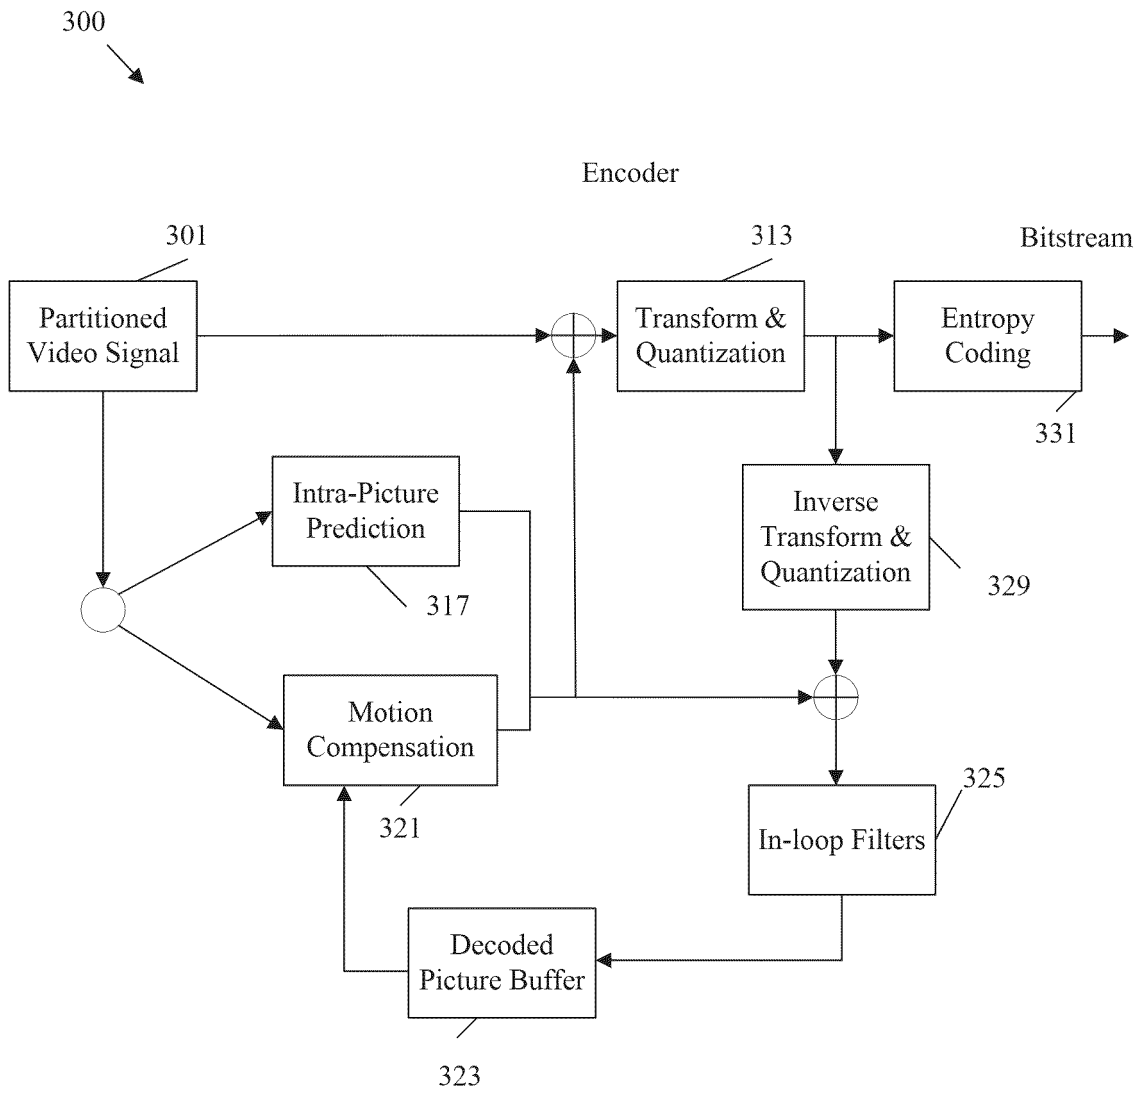 300
Encoder
301
313
Bitstream
Partitioned
Video Signal
Transform &
Quantization
Entropy
Coding
331
Intra-Picture
Prediction
317
Inverse
Transform &
Quantization
329
Motion
Compensation
321
325
In-loop Filters
Decoded
Picture Buffer
323